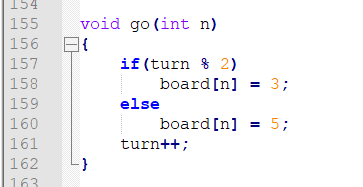 154
155 void go(int n)
156 {
157 if(turn % 2)
158 board[n] = 3;
159 else
160 board[n] = 5;
161 turn++;
162 }
163